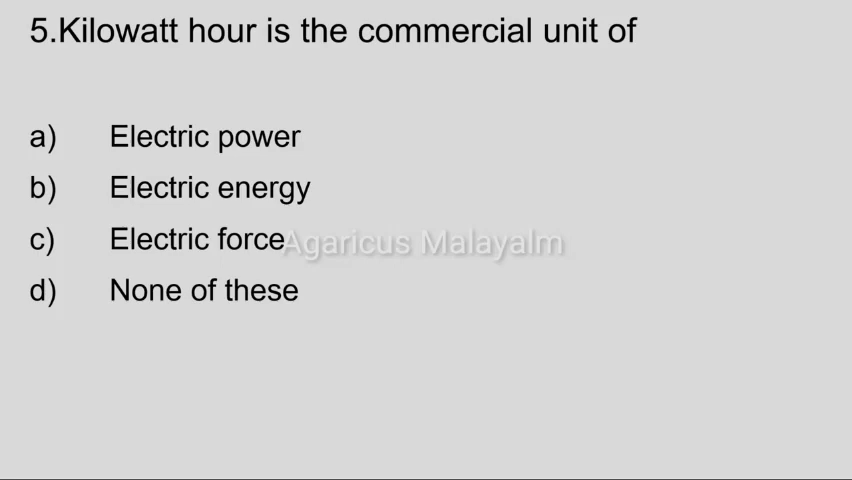 5.Kilowatt hour is the commercial unit of
a) Electric power
b) Electric energy
c) Electric force
Agaricus Malayalm
d) None of these